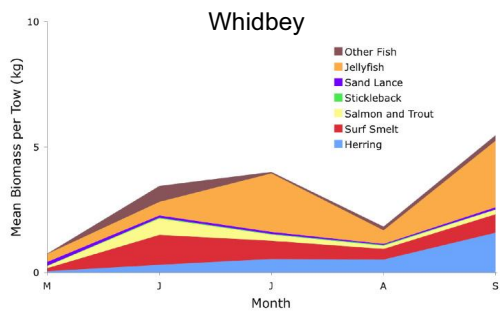 Whidbey
10
Other Fish
Jellyfish
Sand Lance
Stickleback
Salmon and Trout
Surf Smelt
Herring
Mean Biomass per Tow (kg)
5
0
M J J A S
Month